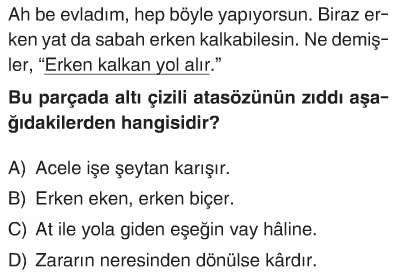 Ah be evladım, hep böyle yapıyorsun. Biraz er-
ken yat da sabah erken kalkabilesin. Ne demiş-
ler, “Erken kalkan yol alır.”
Bu parçada altı çizili atasözünün zıddı aşa-
ğıdakilerden hangisidir?
A) Acele işe şeytan karışır.
B) Erken eken, erken biçer.
C) At ile yola giden eşeğin vay hâline.
D) Zararın neresinden dönülse kârdır.